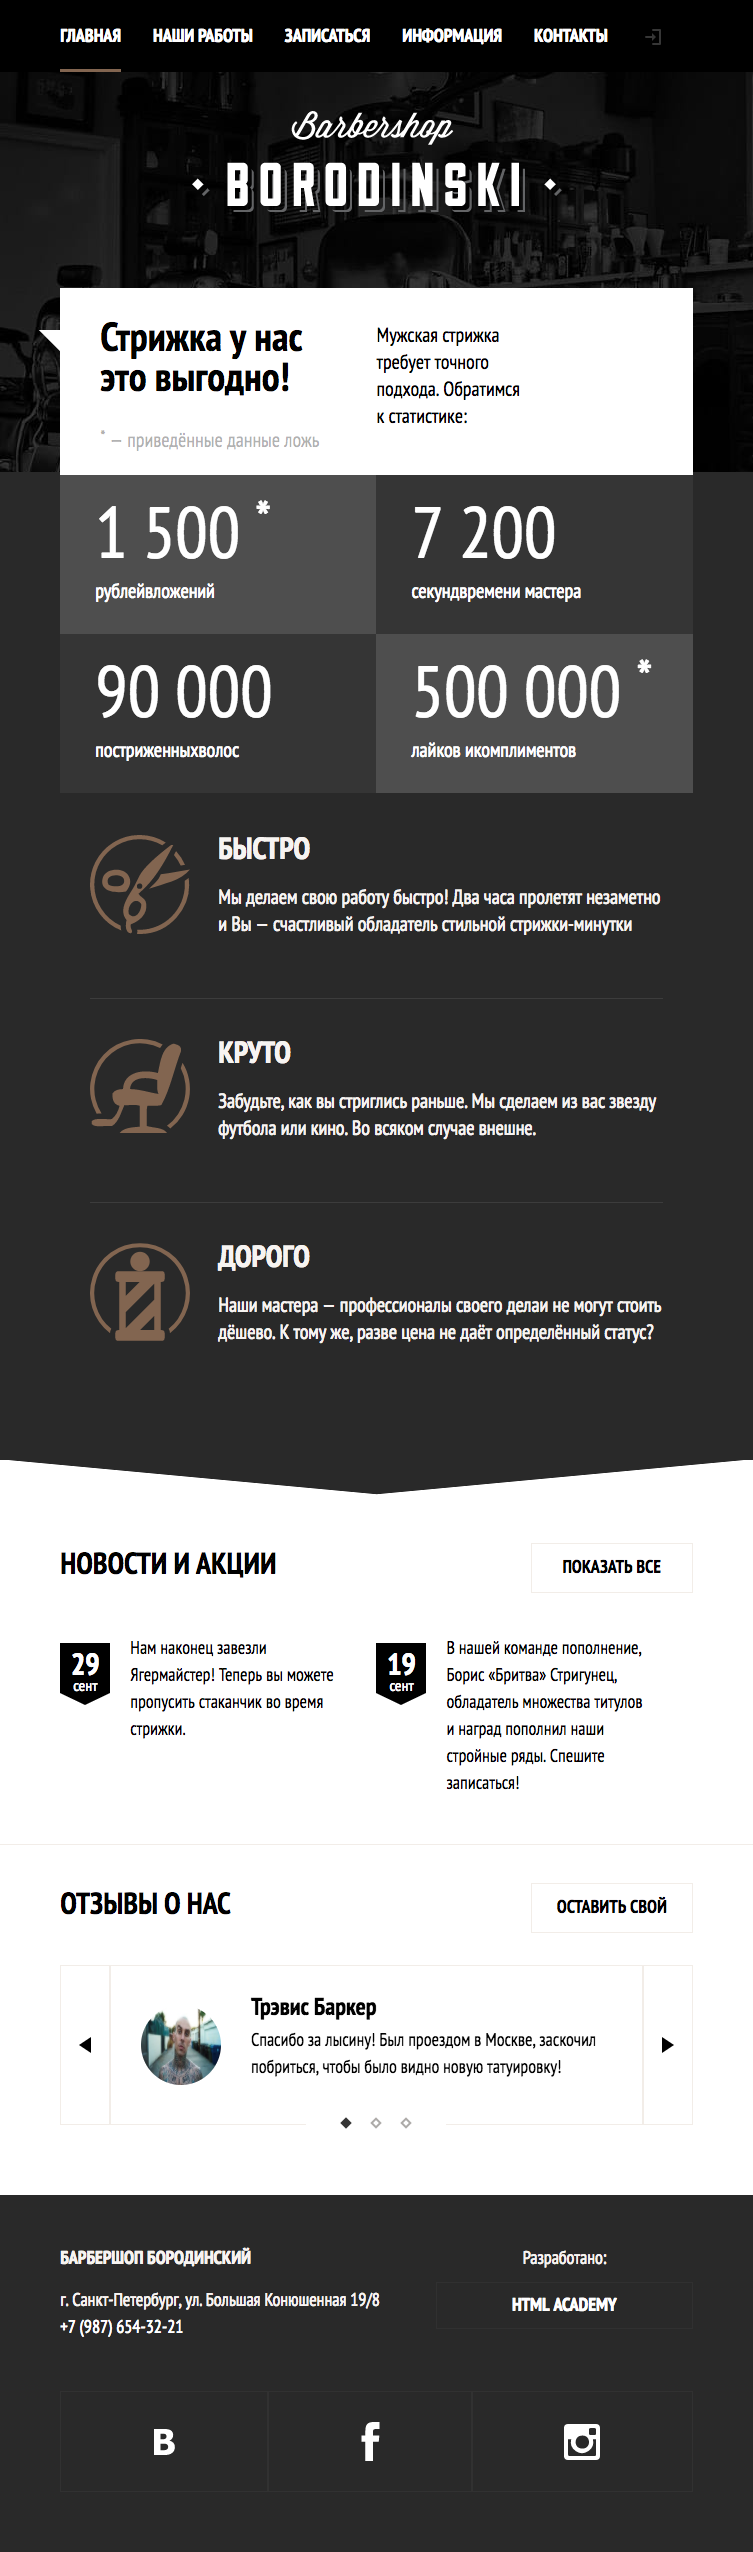 ГЛАВНАЯ НАШИ РАБОТЫ ЗАПИСАТЬСЯ ИНФОРМАЦИЯ КОНТАКТЫ
Barbershop
BORODINSKI
Стрижка у нас
это выгодно!
* — приведённые данные ложь
Мужская стрижка
требует точного
подхода. Обратимся
к статистике:
1 500 *
рублейвложений
7 200
секундвремени мастера
90 000
постриженныхволос
500 000 *
лайков икомплиментов
БЫСТРО
Мы делаем свою работу быстро! Два часа пролетят незаметно
и Вы — счастливый обладатель стильной стрижки-минутки
КРУТО
Забудьте, как вы стриглись раньше. Мы сделаем из вас звезду
футбола или кино. Во всяком случае внешне.
ДОРОГО
Наши мастера — профессионалы своего делаи не могут стоить
дёшево. К тому же, разве цена не даёт определённый статус?
НОВОСТИ И АКЦИИ
ПОКАЗАТЬ ВСЕ
29
сент
Нам наконец завезли
Ягермайстер! Теперь вы можете
пропустить стаканчик во время
стрижки.
19
сент
В нашей команде пополнение,
Борис «Бритва» Стригунец,
обладатель множества титулов
и наград пополнил наши
стройные ряды. Спешите
записаться!
ОТЗЫВЫ О НАС
ОСТАВИТЬ СВОЙ
Трэвис Баркер
Спасибо за лысину! Был проездом в Москве, заскочил
побриться, чтобы было видно новую татуировку!
БАРБЕРШОП БОРОДИНСКИЙ
г. Санкт-Петербург, ул. Большая Конюшенная 19/8
+7 (987) 654-32-21
Разработано:
HTML ACADEMY
В
f